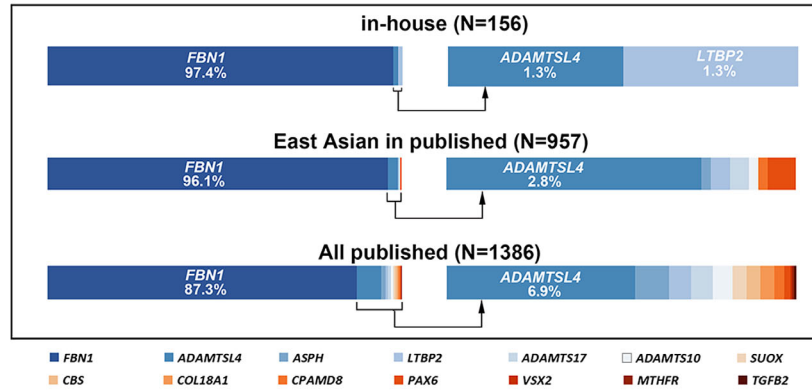 in-house (N=156)
FBN1
97.4%
ADAMTSL4
1.3%
LTBP2
1.3%
East Asian in published (N=957)
FBN1
96.1%
ADAMTSL4
2.8%
All published (N=1386)
FBN1
87.3%
ADAMTSL4
6.9%
FBN1 ADAMTSL4 ASPH LTBP2 ADAMTS17 ADAMTS10 SUOX
CBS COL18A1 CPAMD8 PAX6 VSX2 MTHFR TGFB2